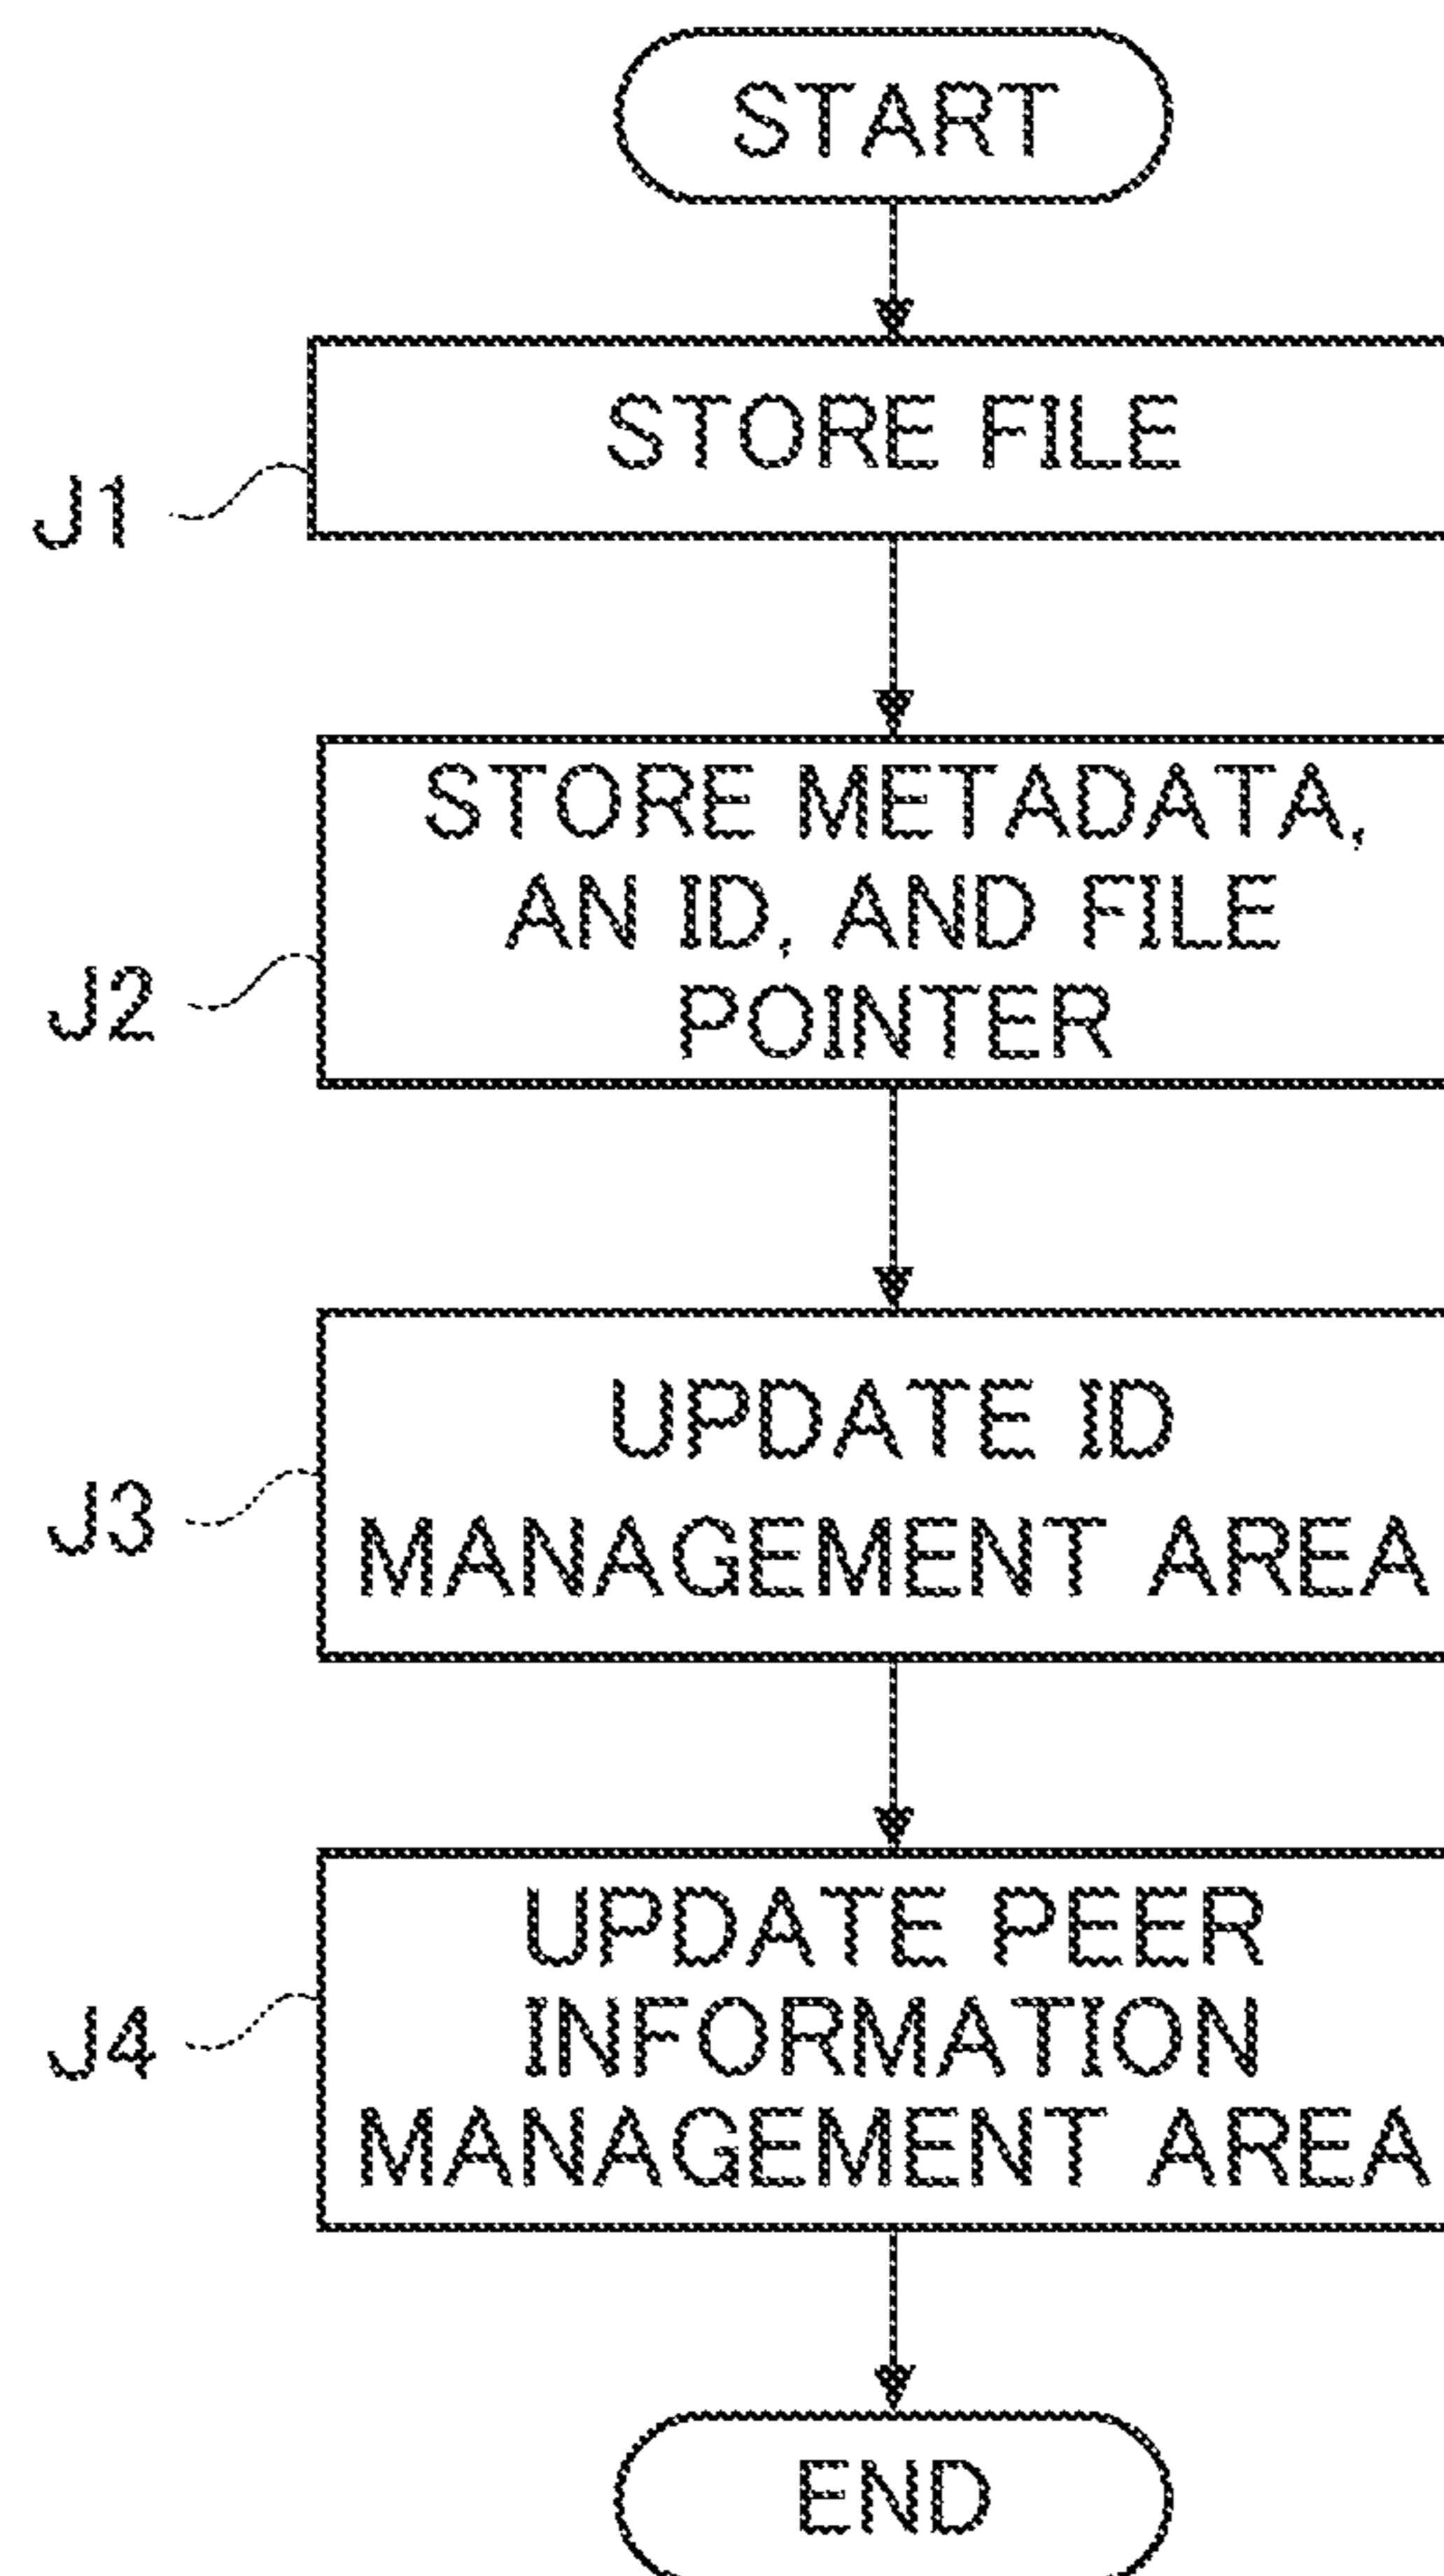 START
STORE FILE
J1
STORE METADATA,
AN ID, AND FILE
POINTER
J2
UPDATE ID
MANAGEMENT AREA
J3
UPDATE PEER
INFORMATION
MANAGEMENT AREA
J4
END